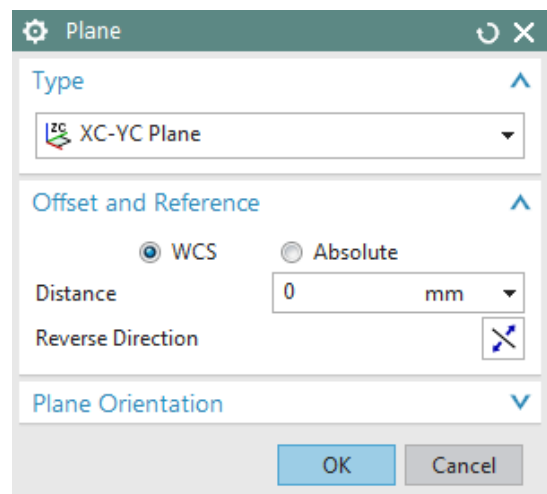 Plane
Type
ZC XC-YC Plane
Offset and Reference
WCS Absolute
Distance 0 mm
Reverse Direction
Plane Orientation
OK Cancel